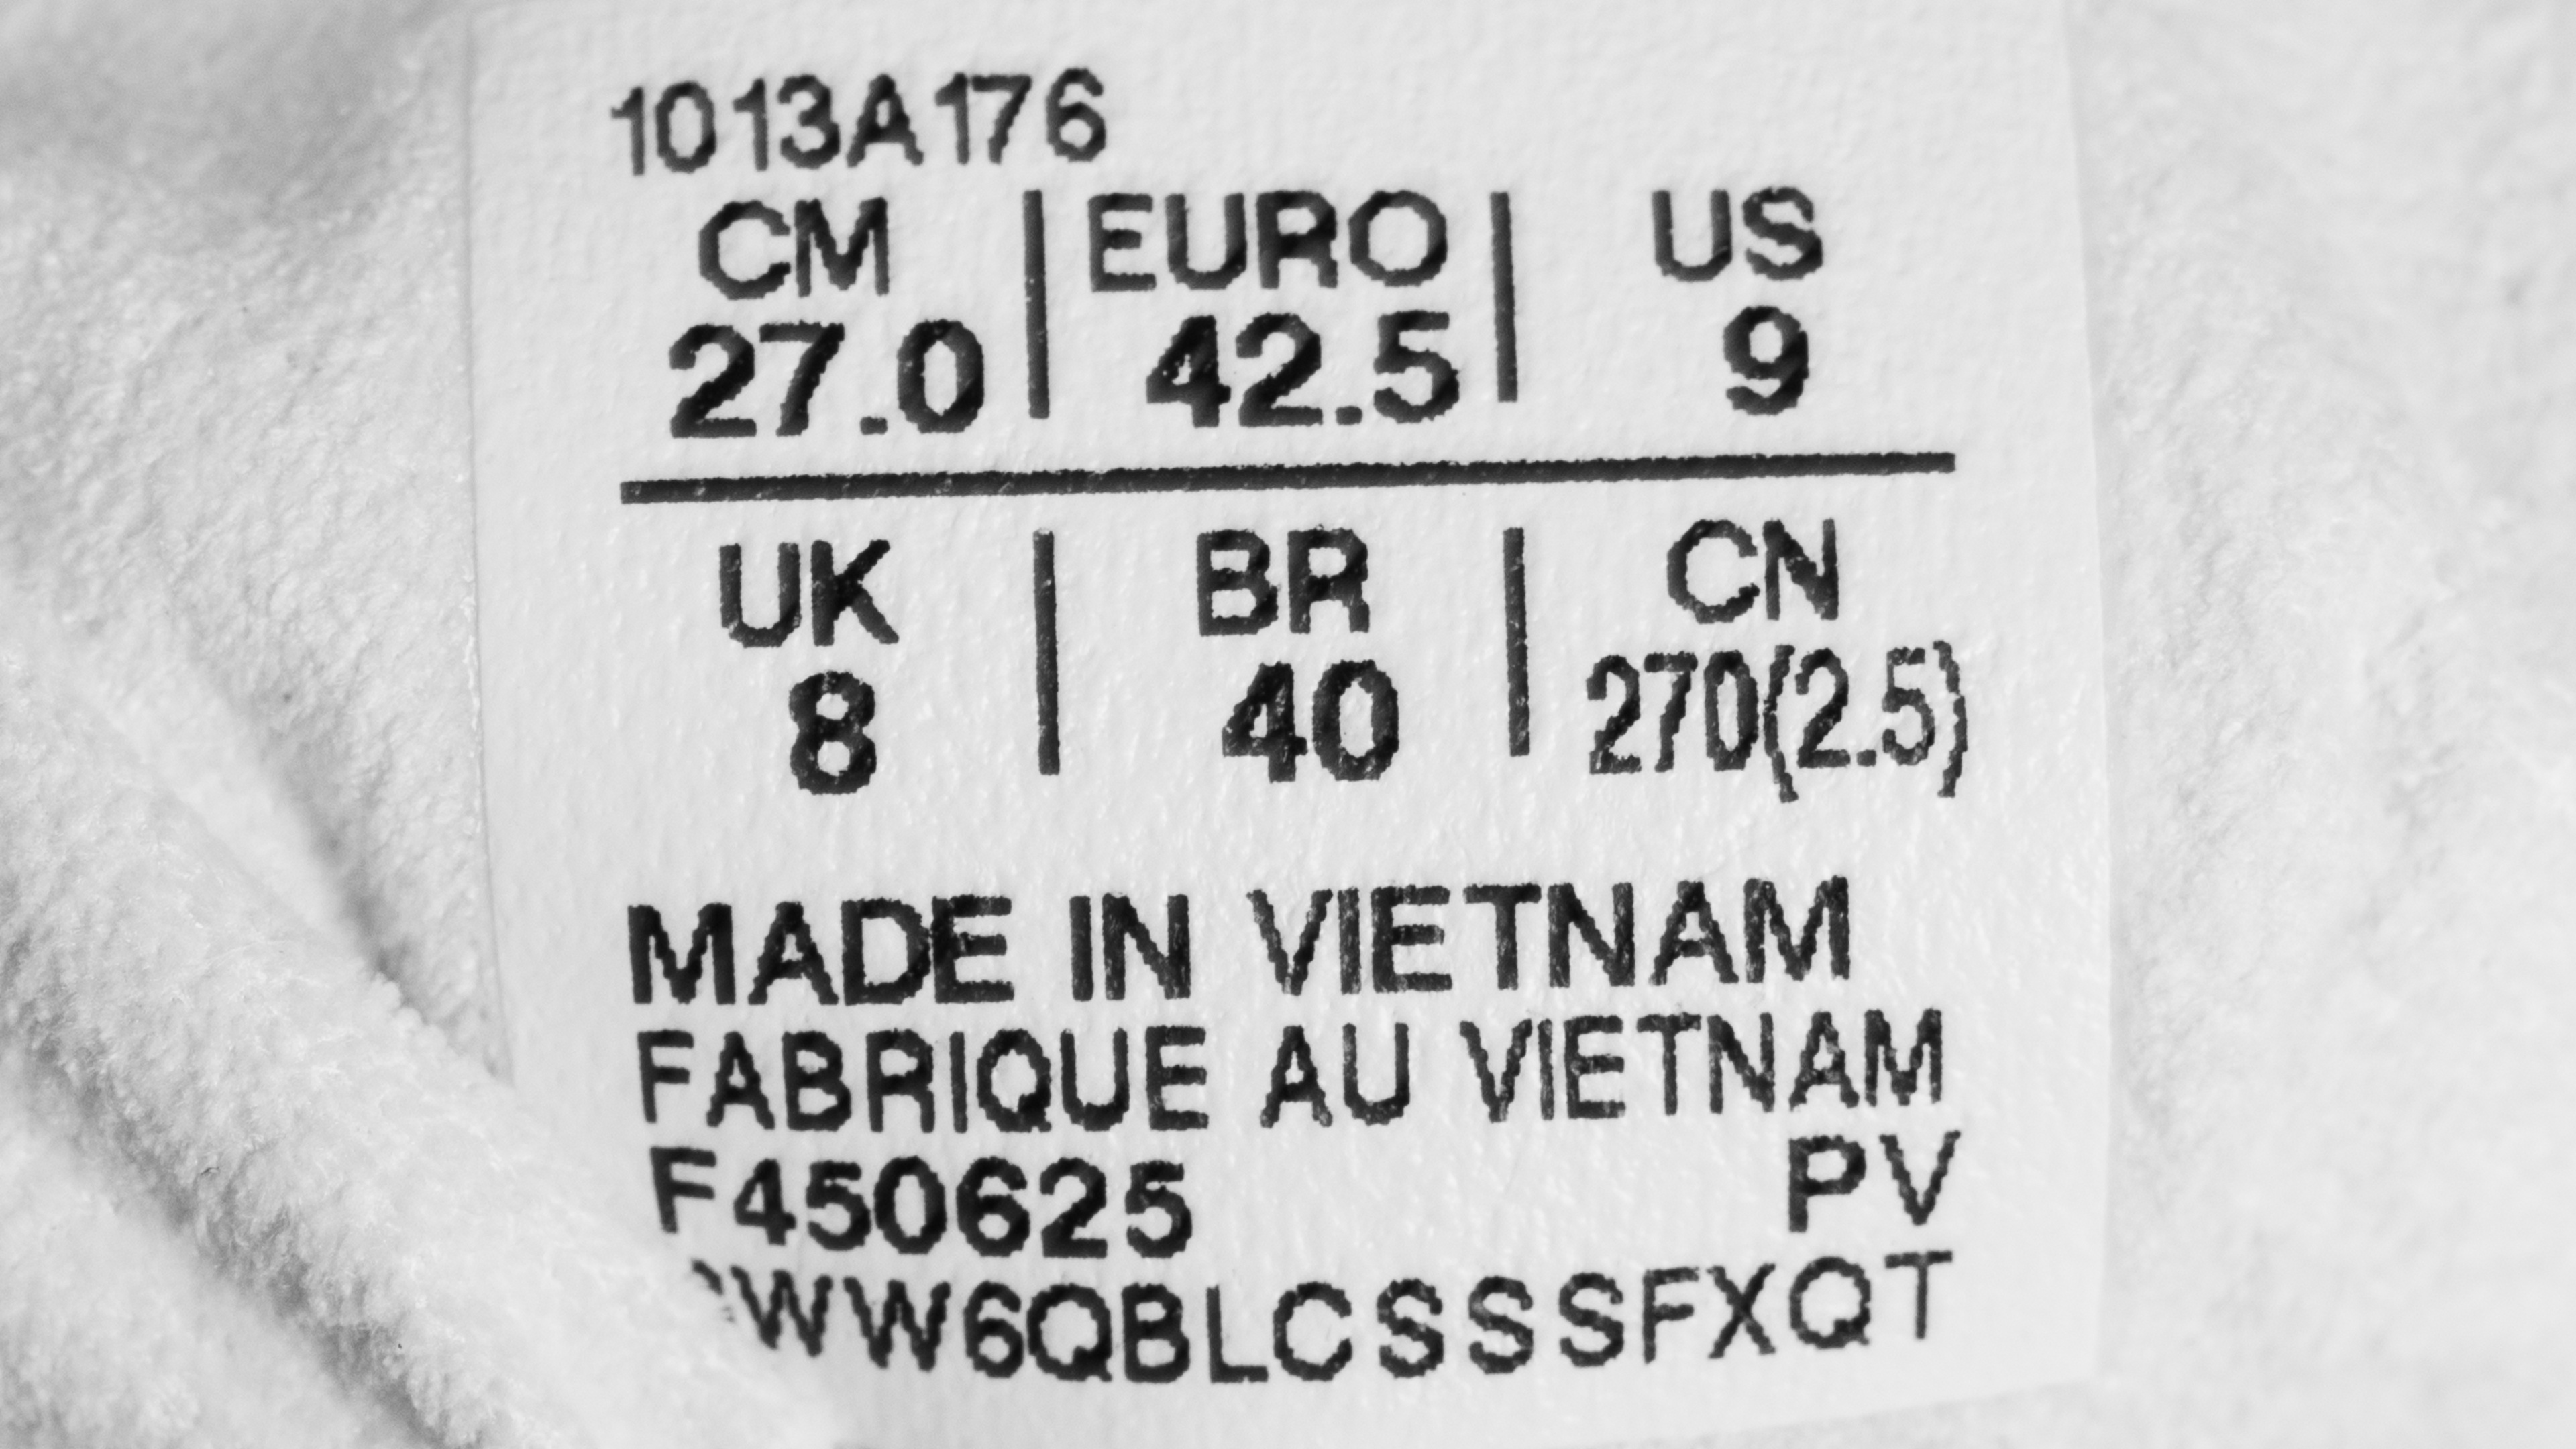 1013A176
CM | EURO | US
27.0 | 42.5 | 9
UK | BR | CN
8 | 40 | 270(2.5)
MADE IN VIETNAM
FABRIQUE AU VIETNAM
F450625 PV